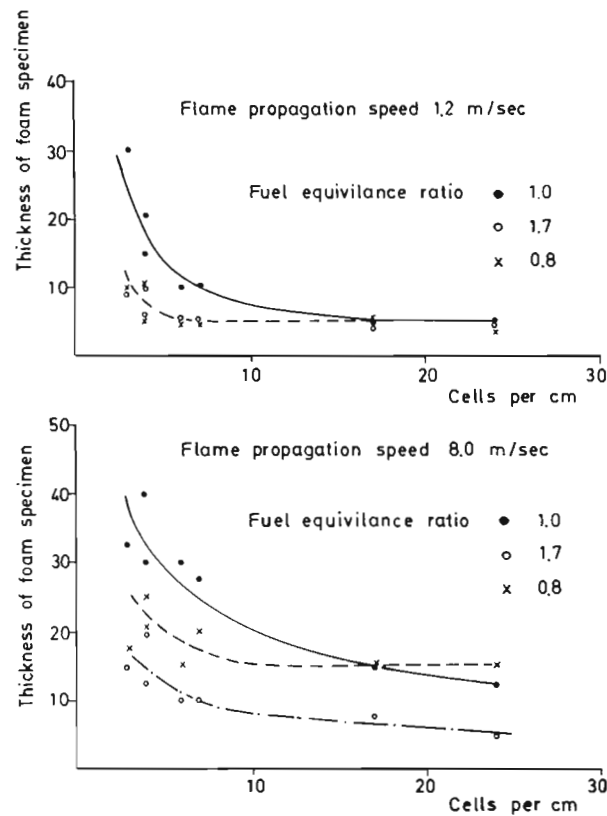 Thickness of foam specimen
40
30
20
10
Flame propagation speed 1.2 m/sec
Fuel equivilance ratio
• 1.0
o 1.7
x 0.8
10 20 30
Cells per cm
Thickness of foam specimen
50
40
30
20
10
Flame propagation speed 8.0 m/sec
Fuel equivilance ratio
• 1.0
o 1.7
x 0.8
10 20 30
Cells per cm